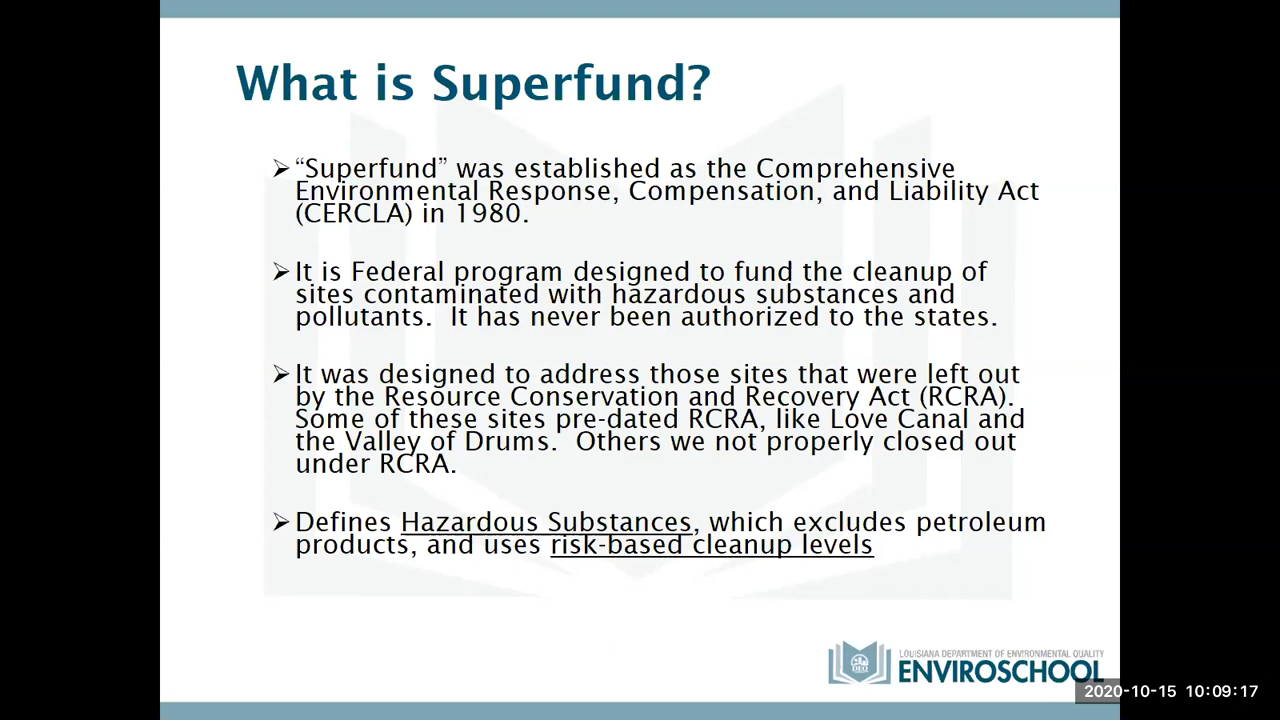 What is Superfund?
➢“Superfund” was established as the Comprehensive
Environmental Response, Compensation, and Liability Act
(CERCLA) in 1980.
➢It is Federal program designed to fund the cleanup of
sites contaminated with hazardous substances and
pollutants.  It has never been authorized to the states.
➢It was designed to address those sites that were left out
by the Resource Conservation and Recovery Act (RCRA).
Some of these sites pre-dated RCRA, like Love Canal and
the Valley of Drums.  Others we not properly closed out
under RCRA.
➢Defines Hazardous Substances, which excludes petroleum
products, and uses risk-based cleanup levels
LOUISIANA DEPARTMENT OF ENVIRONMENTAL QUALITY
DEQ
ENVIROSCHOOL
2020-10-15 10:09:17